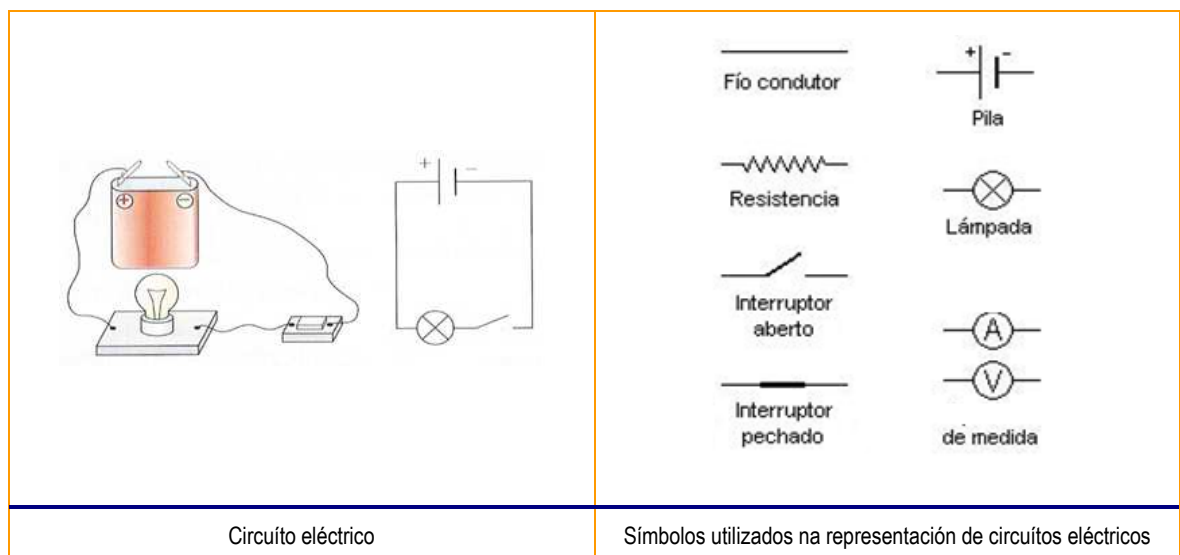 + −
+ −
Circuíto eléctrico
Fío condutor
+ -
Pila
Resistencia
Lámpada
Interruptor
aberto
A
V
Interruptor
pechado
de medida
Símbolos utilizados na representación de circuítos eléctricos